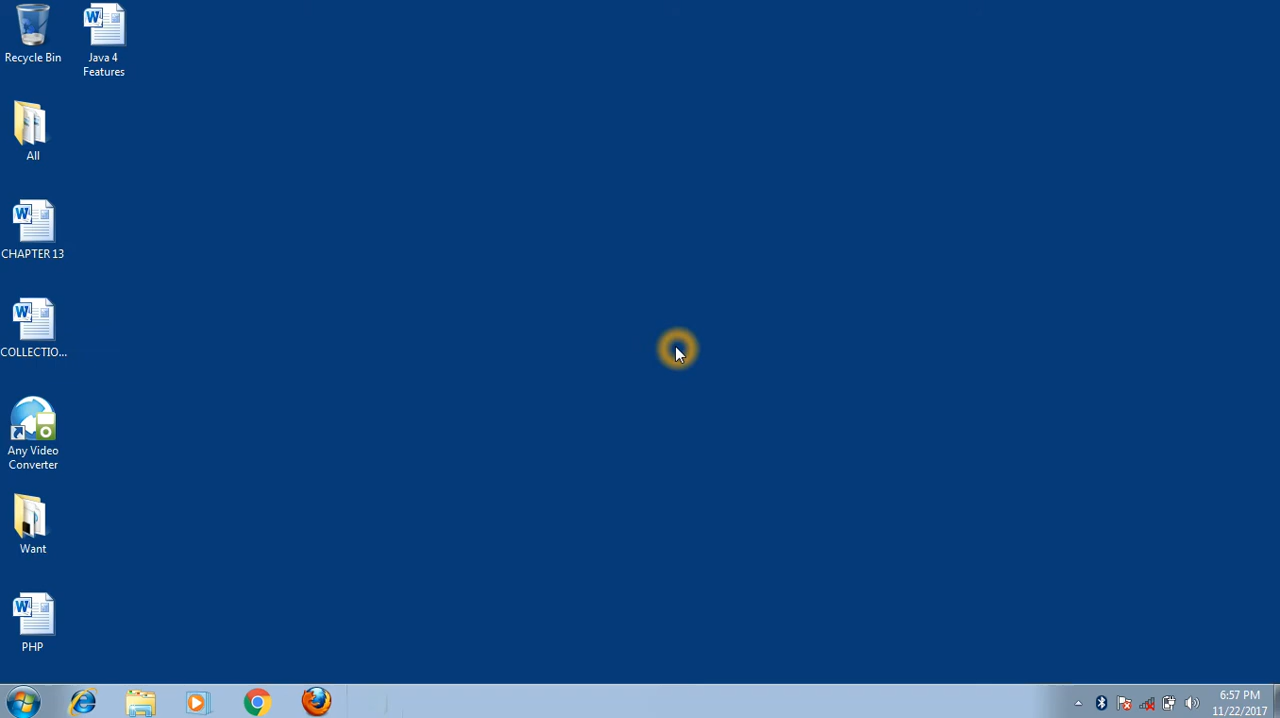 Recycle Bin
Java 4
Features
All
CHAPTER 13
COLLECTIO...
Any Video
Converter
Want
PHP
6:57 PM
11/22/2017